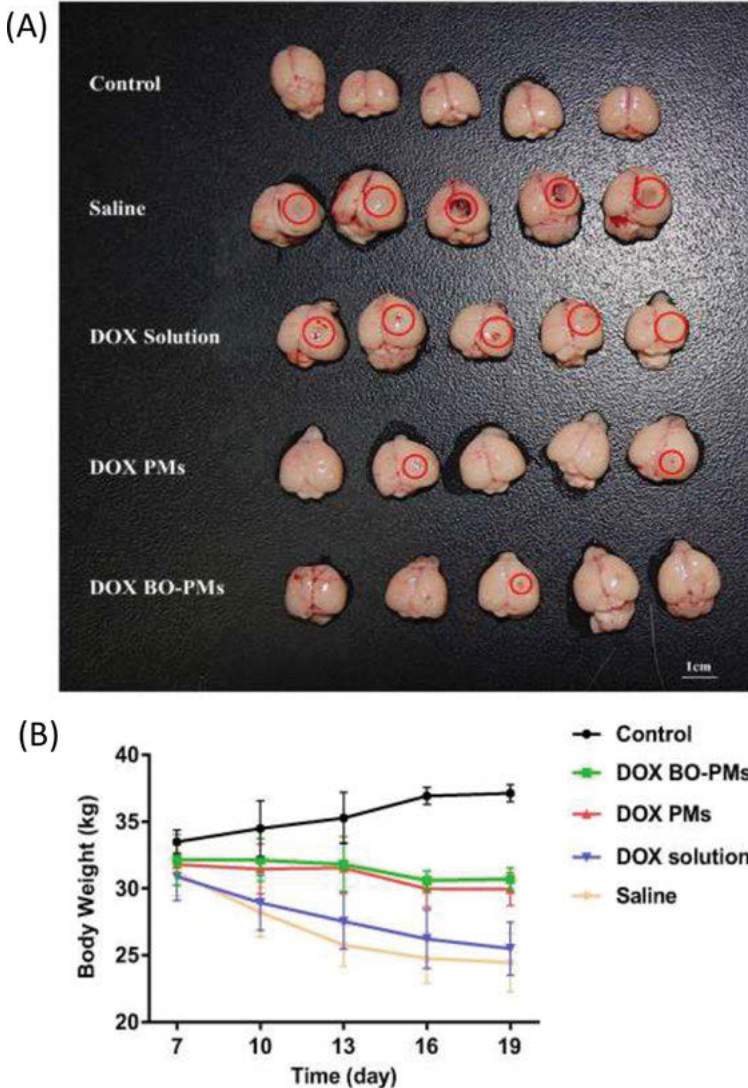 (A)
Control
Saline
DOX Solution
DOX PMs
DOX BO-PMs
1cm
(B)
Control
DOX BO-PMs
DOX PMs
DOX solution
Saline
40
35
30
25
20
Body Weight (kg)
7 10 13 16 19
Time (day)